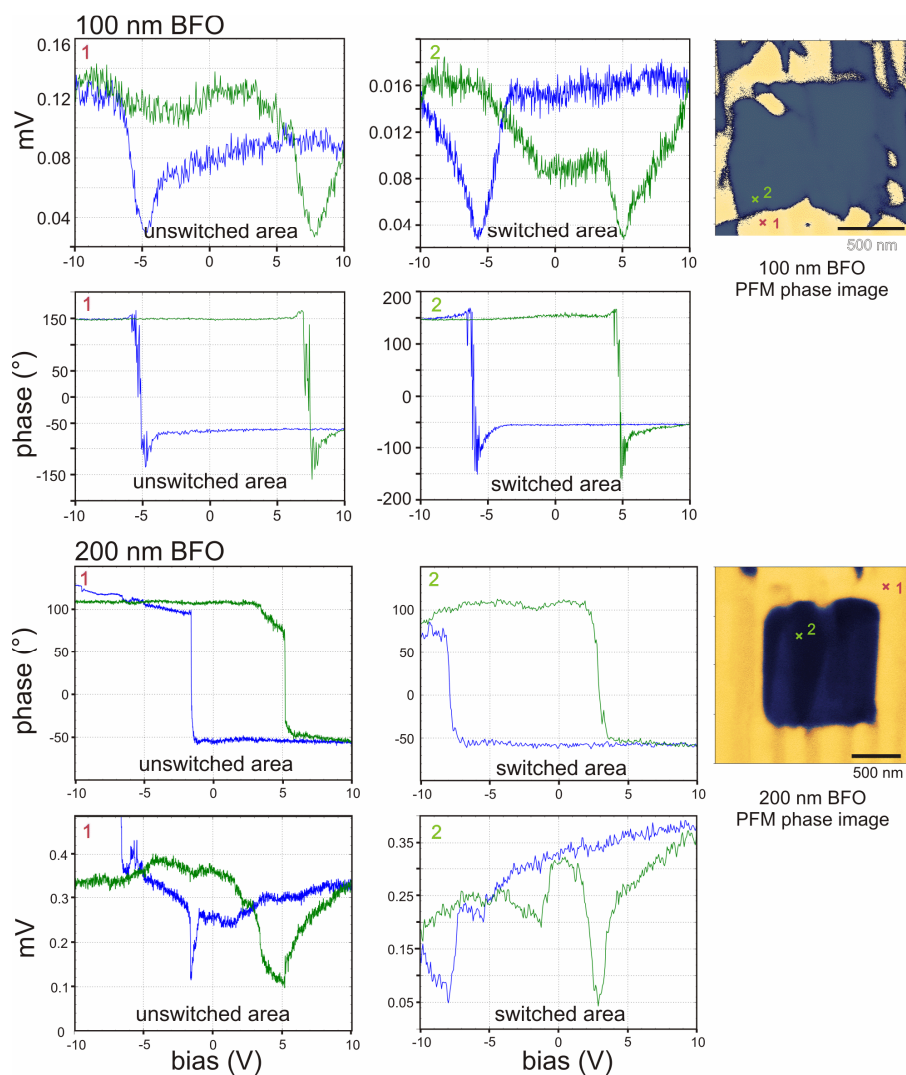 100 nm BFO
1
0.16
0.12
0.08
0.04
mV
unswitched area
-10 -5 0 5 10
2
0.016
0.012
0.08
0.04
switched area
-10 -5 0 5 10
2
1
500 nm
100 nm BFO
PFM phase image
1
150
100
50
0
-50
-100
-150
phase (°)
unswitched area
-10 -5 0 5 10
2
200
100
0
-100
-200
switched area
-10 -5 0 5 10
200 nm BFO
1
100
50
0
-50
phase (°)
unswitched area
-10 -5 0 5 10
2
100
50
0
-50
switched area
-10 -5 0 5 10
1
2
500 nm
200 nm BFO
PFM phase image
1
0.4
0.3
0.2
0.1
0
mV
unswitched area
-10 -5 0 5 10
bias (V)
2
0.35
0.25
0.15
0.05
switched area
-10 -5 0 5 10
bias (V)